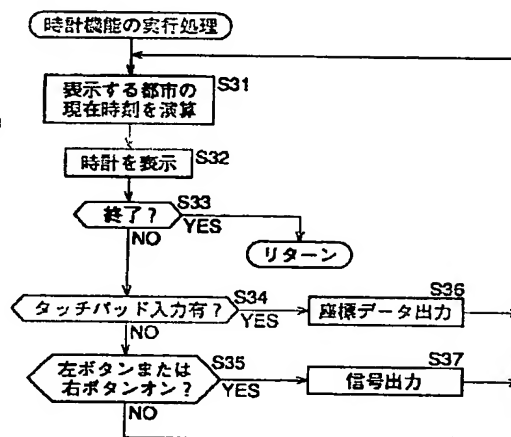 時計機能の実行処理
表示する都市の
現在時刻を演算
S31
時計を表示
S32
終了?
S33
YES
NO
リターン
タッチパッド入力有?
S34
YES
NO
座標データ出力
S36
左ボタンまたは
右ボタンオン?
S35
YES
NO
信号出力
S37